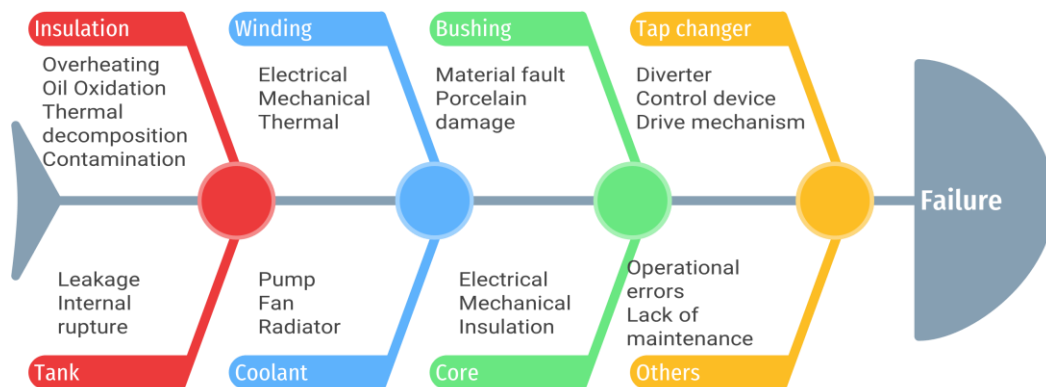 Insulation
Overheating
Oil Oxidation
Thermal
decomposition
Contamination
Winding
Electrical
Mechanical
Thermal
Bushing
Material fault
Porcelain
damage
Tap changer
Diverter
Control device
Drive mechanism
Failure
Leakage
Internal
rupture
Tank
Pump
Fan
Radiator
Coolant
Electrical
Mechanical
Insulation
Core
Operational
errors
Lack of
maintenance
Others